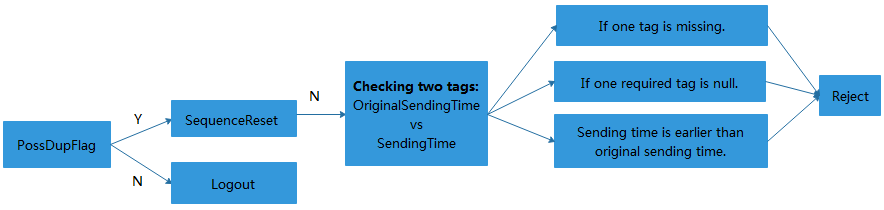 PossDupFlag
Y
N
SequenceReset
Logout
N
Checking two tags:
OriginalSendingTime
vs
SendingTime
If one tag is missing.
If one required tag is null.
Sending time is earlier than
original sending time.
Reject